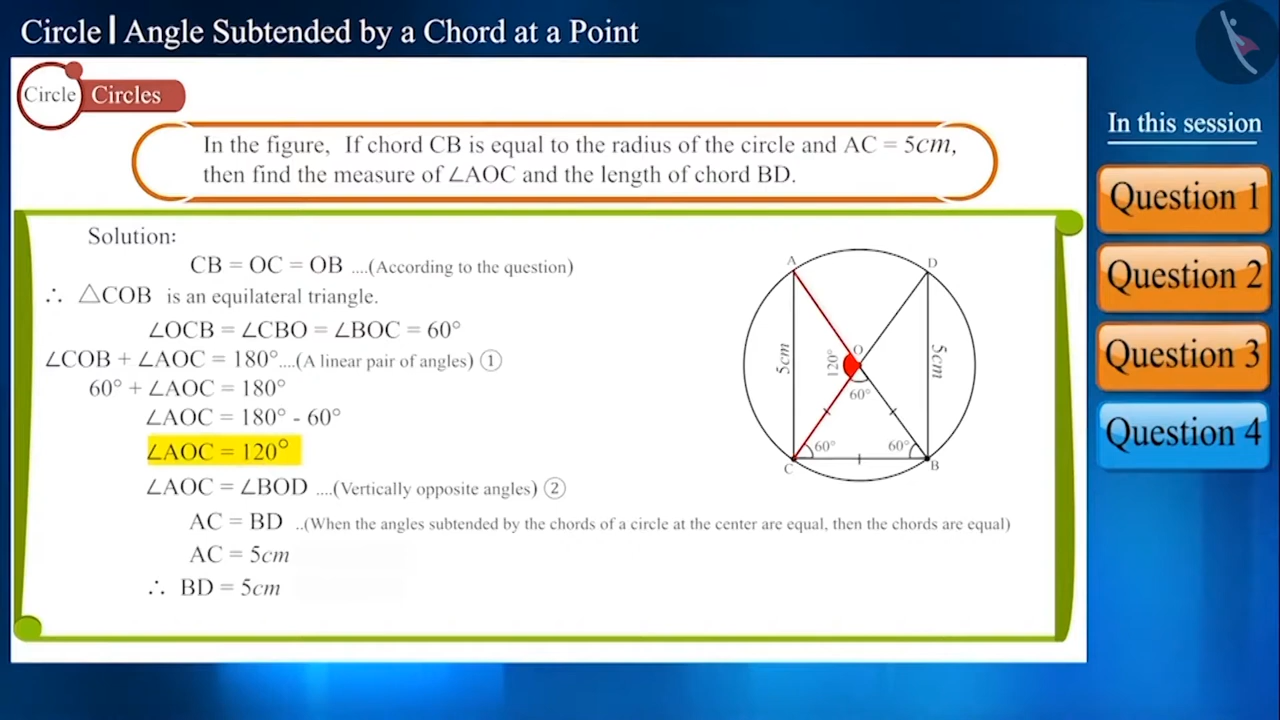 Circle | Angle Subtended by a Chord at a Point
Circle Circles
In the figure, If chord CB is equal to the radius of the circle and AC = 5cm,
then find the measure of ∠AOC and the length of chord BD.
Solution:
CB = OC = OB ....(According to the question)
∴ △COB is an equilateral triangle.
∠OCB = ∠CBO = ∠BOC = 60°
∠COB + ∠AOC = 180°....(A linear pair of angles) ①
60° + ∠AOC = 180°
∠AOC = 180° - 60°
∠AOC = 120°
∠AOC = ∠BOD ....(Vertically opposite angles) ②
AC = BD ..(When the angles subtended by the chords of a circle at the center are equal, then the chords are equal)
AC = 5cm
∴ BD = 5cm
A D
5cm 120° O 5cm
60°
60° 60°
C B
In this session
Question 1
Question 2
Question 3
Question 4